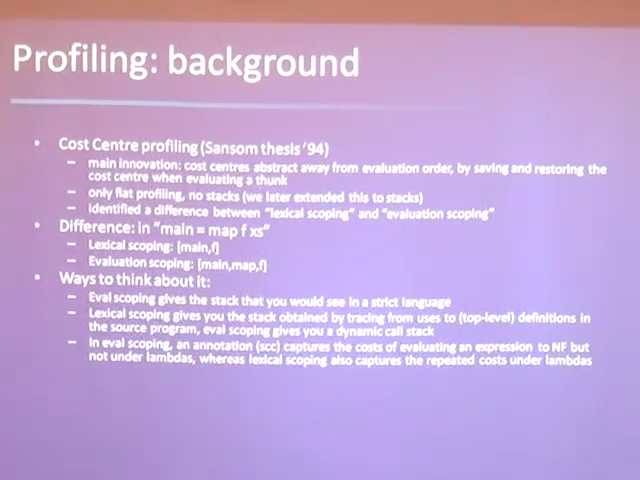 Profiling: background
• Cost Centre profiling (Sansom thesis '94)
– main innovation: cost centres abstract away from evaluation order, by saving and restoring the
cost centre when evaluating a thunk
– only flat profiling, no stacks (we later extended this to stacks)
– Identified a difference between "lexical scoping" and "evaluation scoping"
• Difference: in "main = map f xs"
– Lexical scoping: [main,f]
– Evaluation scoping: [main,map,f]
• Ways to think about it:
– Eval scoping gives the stack that you would see in a strict language
– Lexical scoping gives you the stack obtained by tracing from uses to (top-level) definitions in
the source program, eval scoping gives you a dynamic call stack
– In eval scoping, an annotation (scc) captures the costs of evaluating an expression to NF but
not under lambdas, whereas lexical scoping also captures the repeated costs under lambdas